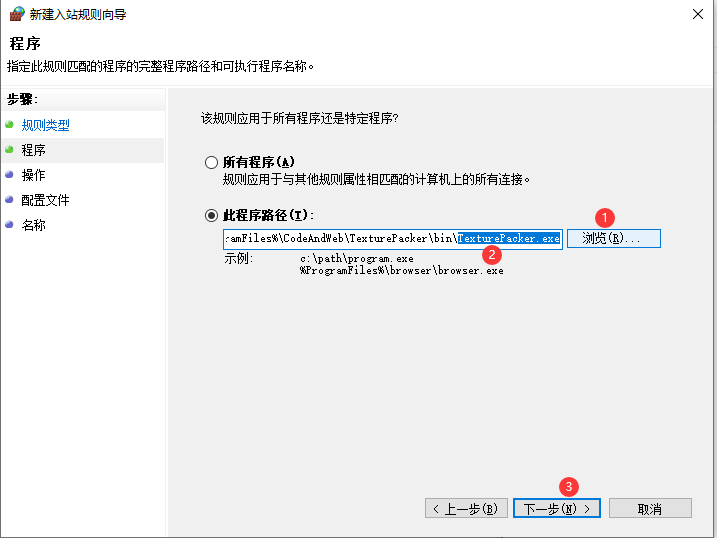 新建入站规则向导
程序
指定此规则匹配的程序的完整程序路径和可执行程序名称。
步骤:
规则类型
程序
操作
配置文件
名称
该规则应用于所有程序还是特定程序?
所有程序(A)
规则应用于与其他规则属性相匹配的计算机上的所有连接。
此程序路径(T):
1
ramFiles%\CodeAndWeb\TexturePacker\bin\TexturePacker.exe
浏览(R)...
2
示例:
c:\path\program.exe
%ProgramFiles%\browser\browser.exe
3
< 上一步(B)
下一步(N) >
取消